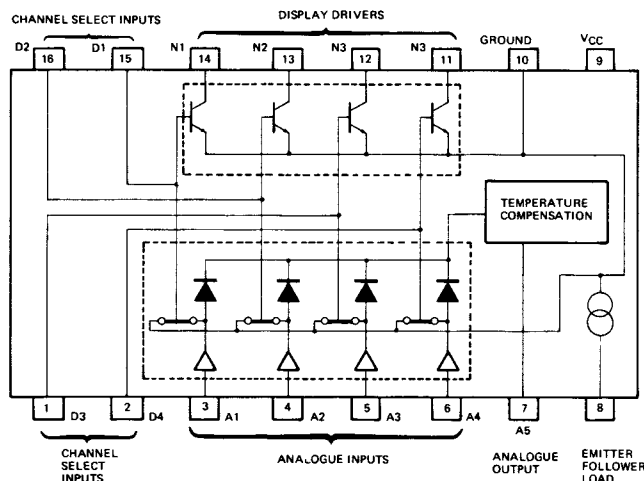 CHANNEL SELECT INPUTS
DISPLAY DRIVERS
D2 D1 N1 N2 N3 N3 GROUND VCC
16 15 14 13 12 11 10 9
TEMPERATURE
COMPENSATION
1 D3 2 D4 3 A1 4 A2 5 A3 6 A4 7 8
A5
CHANNEL
SELECT
INPUTS
ANALOGUE INPUTS
ANALOGUE
OUTPUT
EMITTER
FOLLOWER
LOAD